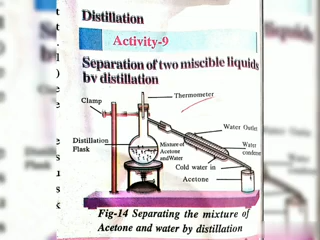 Distillation
Activity-9
Separation of two miscible liquids
by distillation
Thermometer
Clamp
Water Outlet
Distillation
Flask
Mixture of
Acetone
and Water
Water
conden
Cold water in
Acetone
Fig-14 Separating the mixture of
Acetone and water by distillation